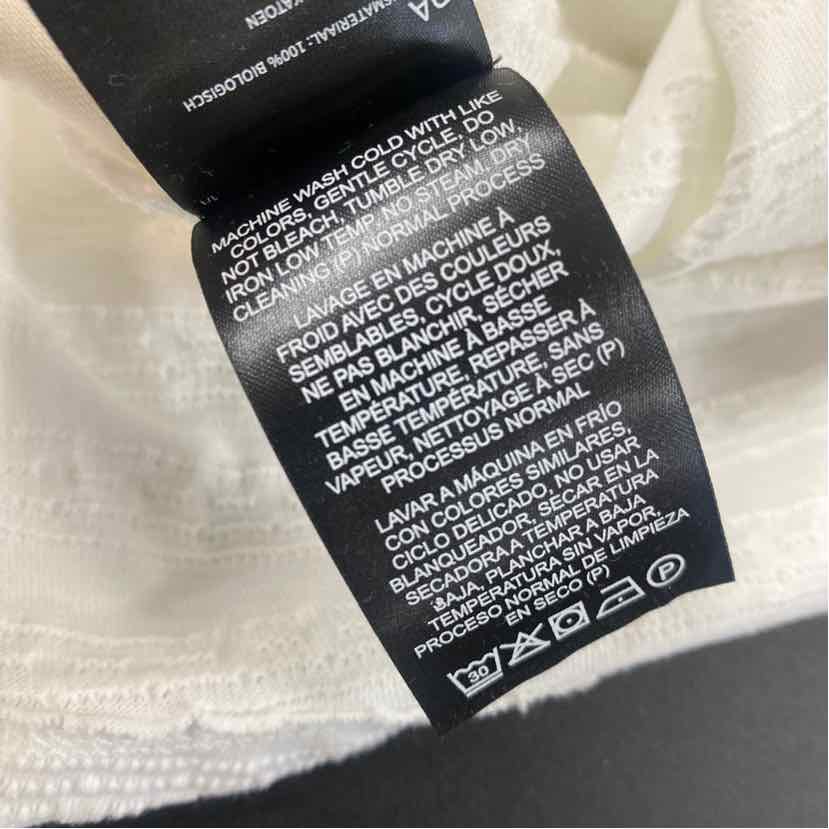 RA
KATOEN
SMATERIAAL: 100% BIOLOGISCH
MACHINE WASH COLD WITH LIKE
COLORS, GENTLE CYCLE, DO
NOT BLEACH, TUMBLE DRY LOW,
IRON LOW TEMP, NO STEAM, DRY
CLEANING (P) NORMAL PROCESS
LAVAGE EN MACHINE À
FROID AVEC DES COULEURS
SEMBLABLES, CYCLE DOUX,
NE PAS BLANCHIR, SÉCHER
EN MACHINE À BASSE
TEMPÉRATURE, REPASSER À
BASSE TEMPÉRATURE, SANS
VAPEUR, NETTOYAGE À SEC (P)
PROCESSUS NORMAL
LAVAR A MÁQUINA EN FRÍO
CON COLORES SIMILARES,
CICLO DELICADO, NO USAR
BLANQUEADOR, SÉCAR EN LA
SECADORA A TEMPERATURA
BAJA, PLANCHAR A BAJA
TEMPERATURA SIN VAPOR,
PROCESO NORMAL DE LIMPIEZA
EN SECO (P)
30 P